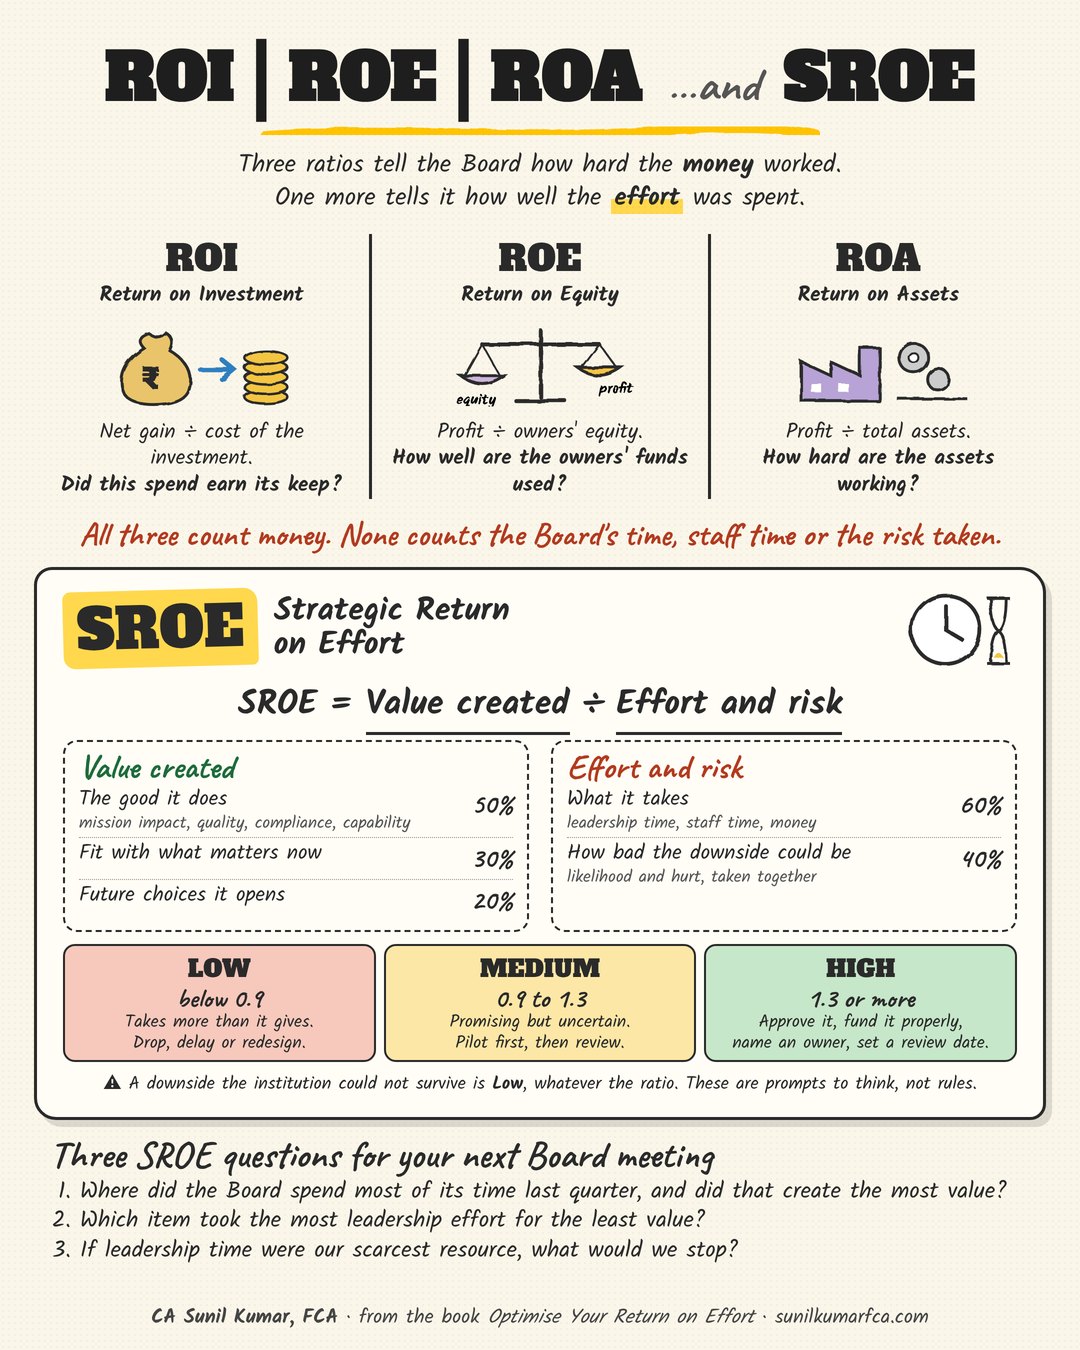 ROI | ROE | ROA ...and SROE
Three ratios tell the Board how hard the money worked.
One more tells it how well the effort was spent.
ROI
Return on Investment
₹
Net gain ÷ cost of the
investment.
Did this spend earn its keep?
ROE
Return on Equity
equity
profit
Profit ÷ owners' equity.
How well are the owners' funds
used?
ROA
Return on Assets
Profit ÷ total assets.
How hard are the assets
working?
All three count money. None counts the Board's time, staff time or the risk taken.
SROE
Strategic Return
on Effort
SROE = Value created ÷ Effort and risk
Value created
The good it does 50%
mission impact, quality, compliance, capability
Fit with what matters now 30%
Future choices it opens 20%
Effort and risk
What it takes 60%
leadership time, staff time, money
How bad the downside could be 40%
likelihood and hurt, taken together
LOW
below 0.9
Takes more than it gives.
Drop, delay or redesign.
MEDIUM
0.9 to 1.3
Promising but uncertain.
Pilot first, then review.
HIGH
1.3 or more
Approve it, fund it properly,
name an owner, set a review date.
⚠ A downside the institution could not survive is Low, whatever the ratio. These are prompts to think, not rules.
Three SROE questions for your next Board meeting
1. Where did the Board spend most of its time last quarter, and did that create the most value?
2. Which item took the most leadership effort for the least value?
3. If leadership time were our scarcest resource, what would we stop?
CA Sunil Kumar, FCA · from the book Optimise Your Return on Effort · sunilkumarfca.com